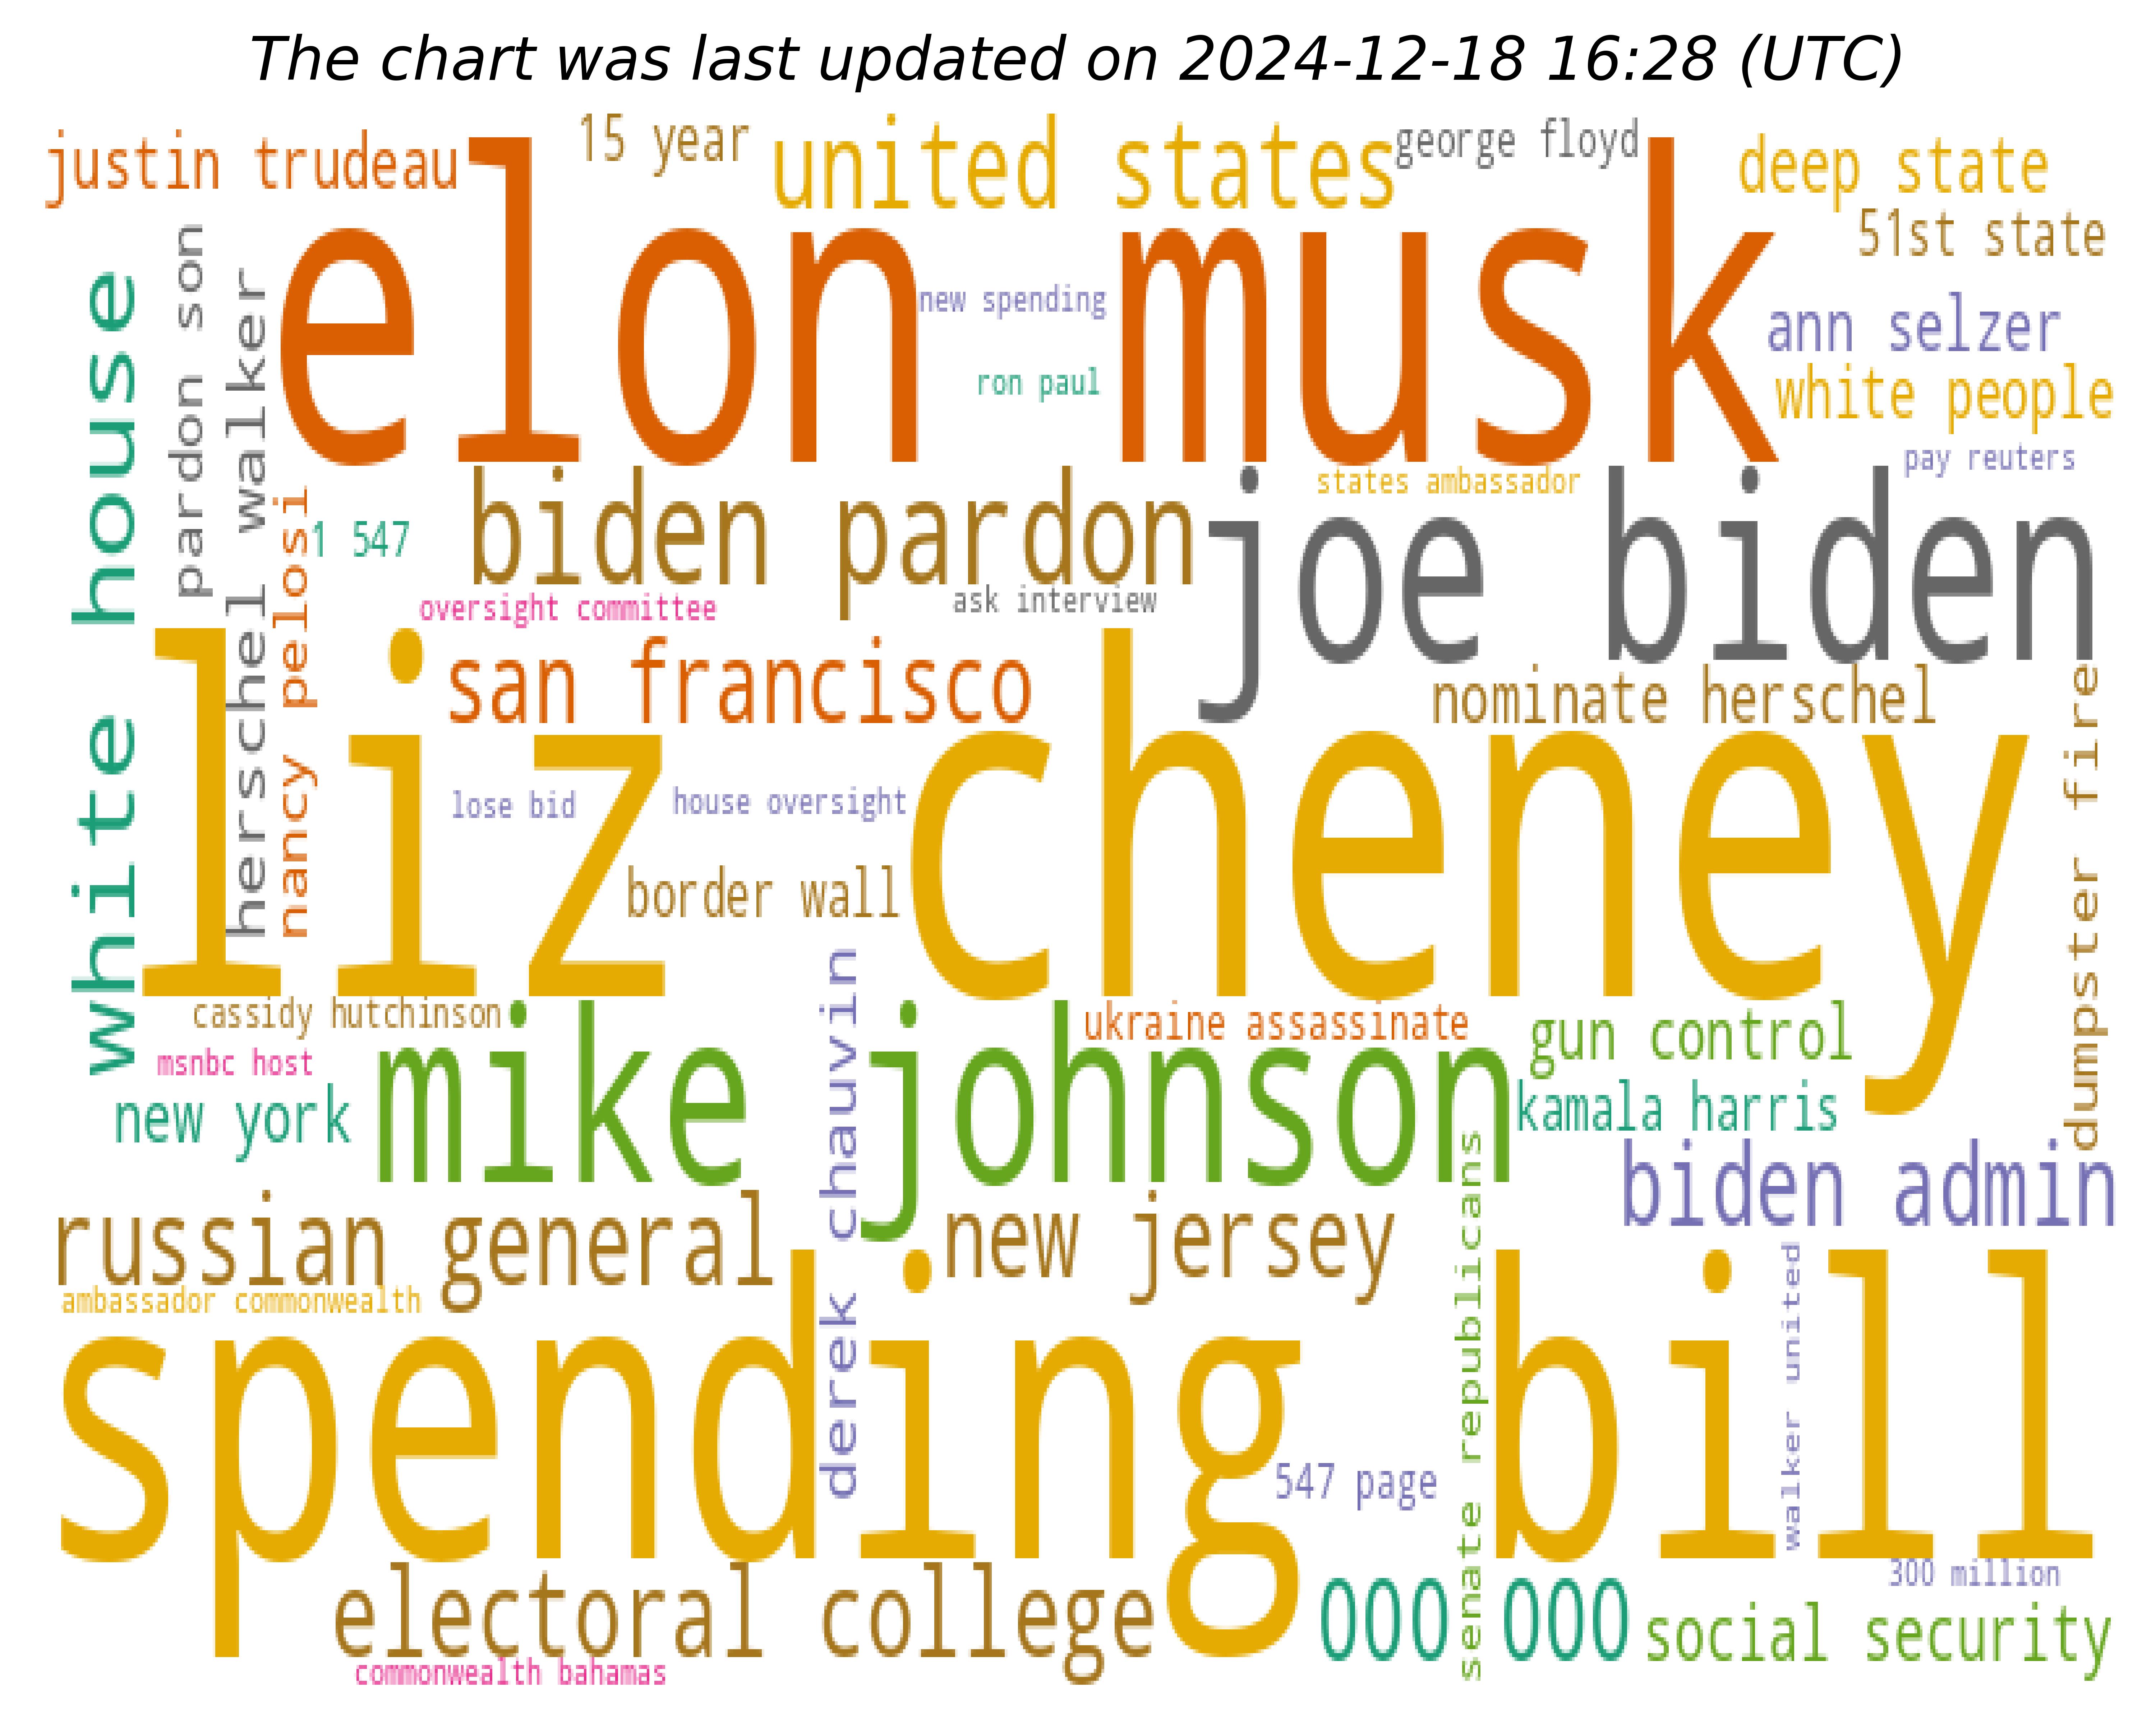 The chart was last updated on 2024-12-18 16:28 (UTC)
justin trudeau
15 year
united states
george floyd
deep state
51st state
elon musk
new spending
ron paul
ann selzer
white people
pay reuters
white house
pardon son
herschel walker
nancy pelosi
1 547
biden pardon
states ambassador
joe biden
oversight committee
ask interview
san francisco
nominate herschel
liz cheney
lose bid
house oversight
border wall
dumpster fire
cassidy hutchinson
ukraine assassinate
gun control
msnbc host
mike johnson
new york
kamala harris
derek chauvin
biden admin
russian general
new jersey
senate republicans
walker united
ambassador commonwealth
spending bill
547 page
300 million
electoral college
000 000
social security
commonwealth bahamas